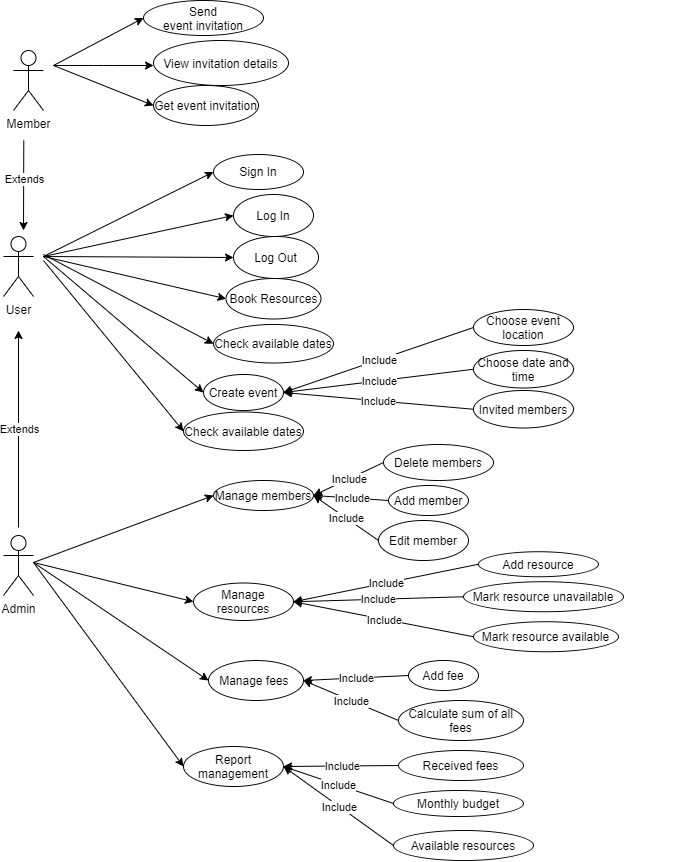 Send
event invitation
View invitation details
Get event invitation
Member
Extends
Sign In
Log In
Log Out
User
Book Resources
Check available dates
Choose event
location
Include
Choose date and
time
Include
Create event
Include
Invited members
Extends
Check available dates
Delete members
Include
Manage members
Include
Add member
Include
Edit member
Add resource
Include
Admin
Manage
resources
Include
Mark resource unavailable
Include
Mark resource available
Manage fees
Include
Add fee
Include
Calculate sum of all
fees
Report
management
Include
Received fees
Include
Monthly budget
Include
Available resources